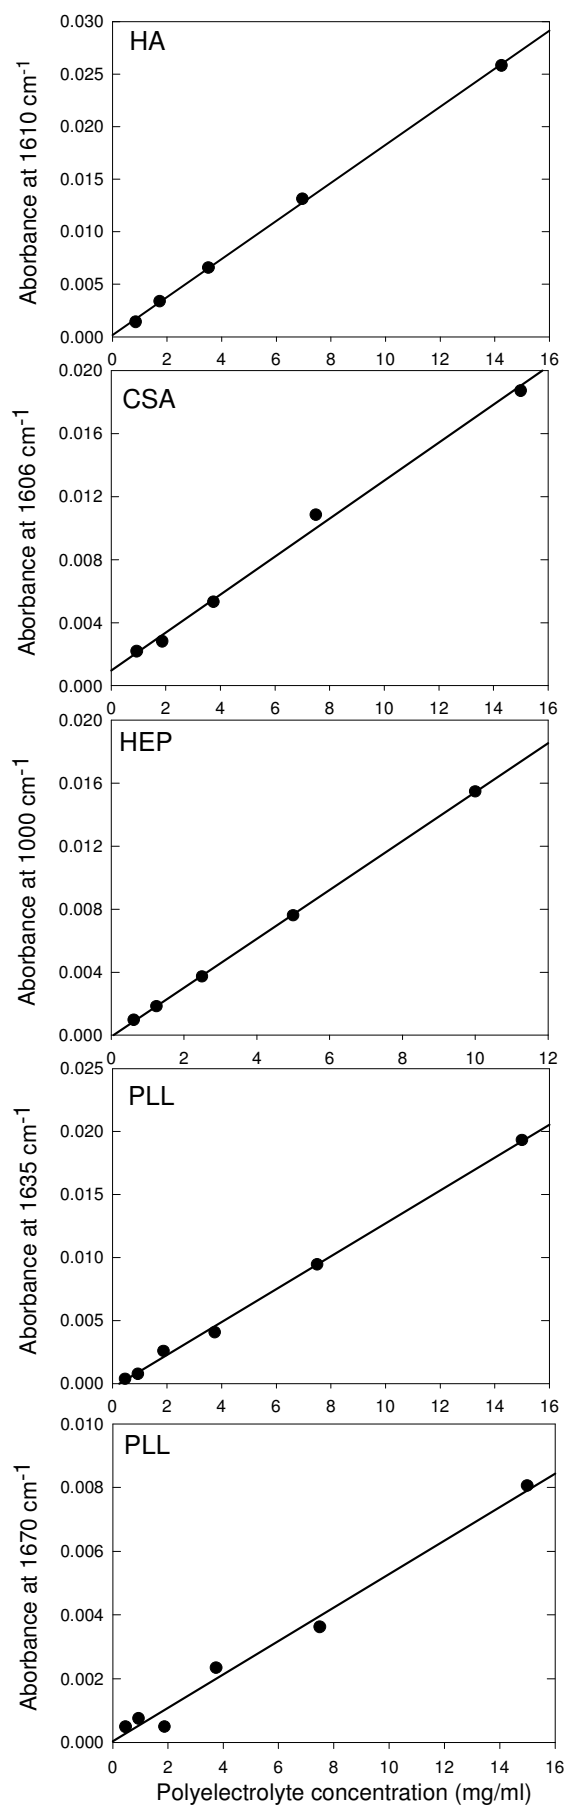 0.030
HA
0.025
0.020
0.015
0.010
0.005
0.000
Aborbance at 1610 cm-1
0 2 4 6 8 10 12 14 16
0.020
CSA
0.016
0.012
0.008
0.004
0.000
Aborbance at 1606 cm-1
0 2 4 6 8 10 12 14 16
0.020
HEP
0.016
0.012
0.008
0.004
0.000
Aborbance at 1000 cm-1
0 2 4 6 8 10 12
0.025
PLL
0.020
0.015
0.010
0.005
0.000
Aborbance at 1635 cm-1
0 2 4 6 8 10 12 14 16
0.010
PLL
0.008
0.006
0.004
0.002
0.000
Aborbance at 1670 cm-1
0 2 4 6 8 10 12 14 16
Polyelectrolyte concentration (mg/ml)